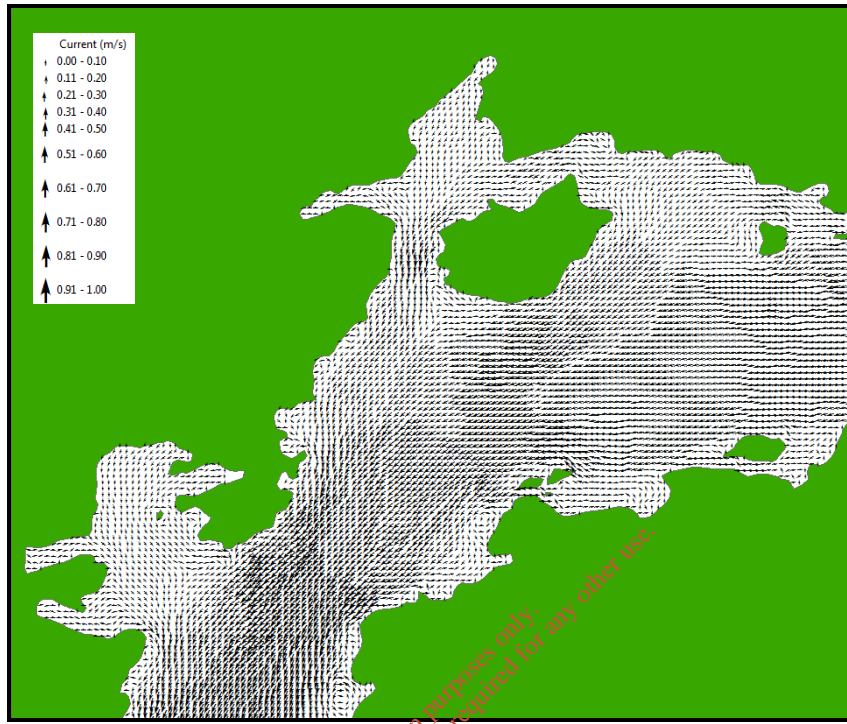 Current (m/s)
0.00 - 0.10
0.11 - 0.20
0.21 - 0.30
0.31 - 0.40
0.41 - 0.50
0.51 - 0.60
0.61 - 0.70
0.71 - 0.80
0.81 - 0.90
0.91 - 1.00
purposes only.
required for any other use.